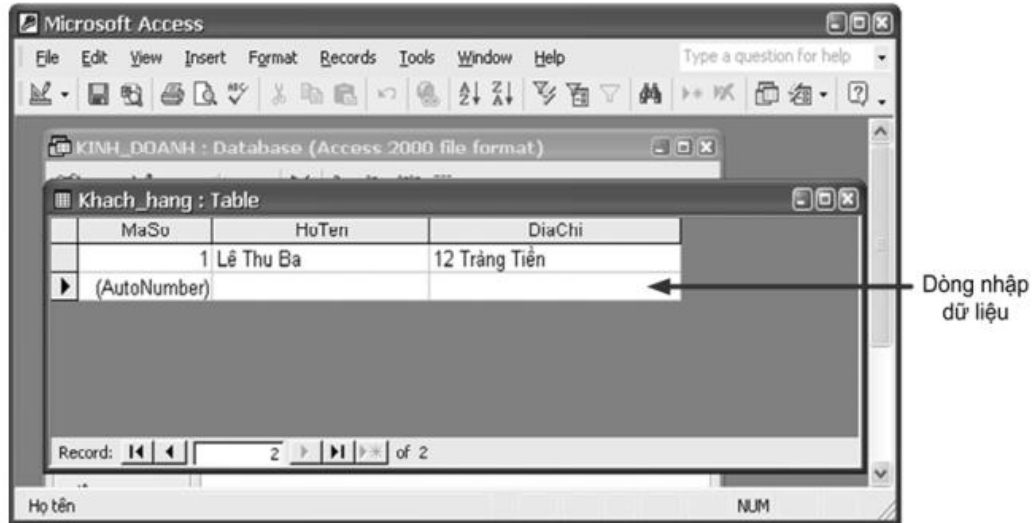 Microsoft Access
File Edit View Insert Format Records Tools Window Help Type a question for help
KINH_DOANH : Database (Access 2000 file format)
Khach_hang : Table
MaSo HoTen DiaChi
1 Lê Thu Ba 12 Tràng Tiền
(AutoNumber)
Dòng nhập
dữ liệu
Record: 2 of 2
Họ tên NUM